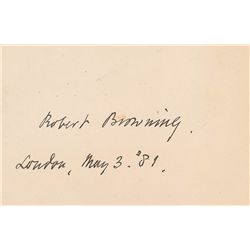 Robert Browning.
London, May 3. '81.